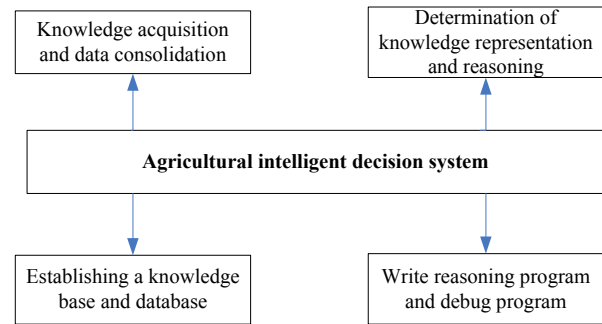 Knowledge acquisition
and data consolidation
Determination of
knowledge representation
and reasoning
Agricultural intelligent decision system
Establishing a knowledge
base and database
Write reasoning program
and debug program